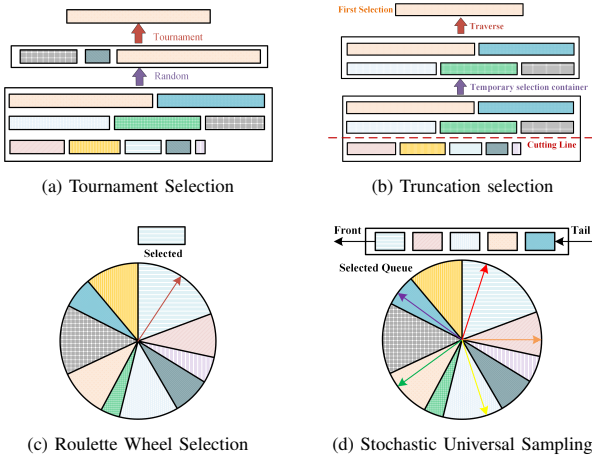 Tournament
Random
(a) Tournament Selection
First Selection
Traverse
Temporary selection container
Cutting Line
(b) Truncation selection
Selected
(c) Roulette Wheel Selection
Front
Tail
Selected Queue
(d) Stochastic Universal Sampling